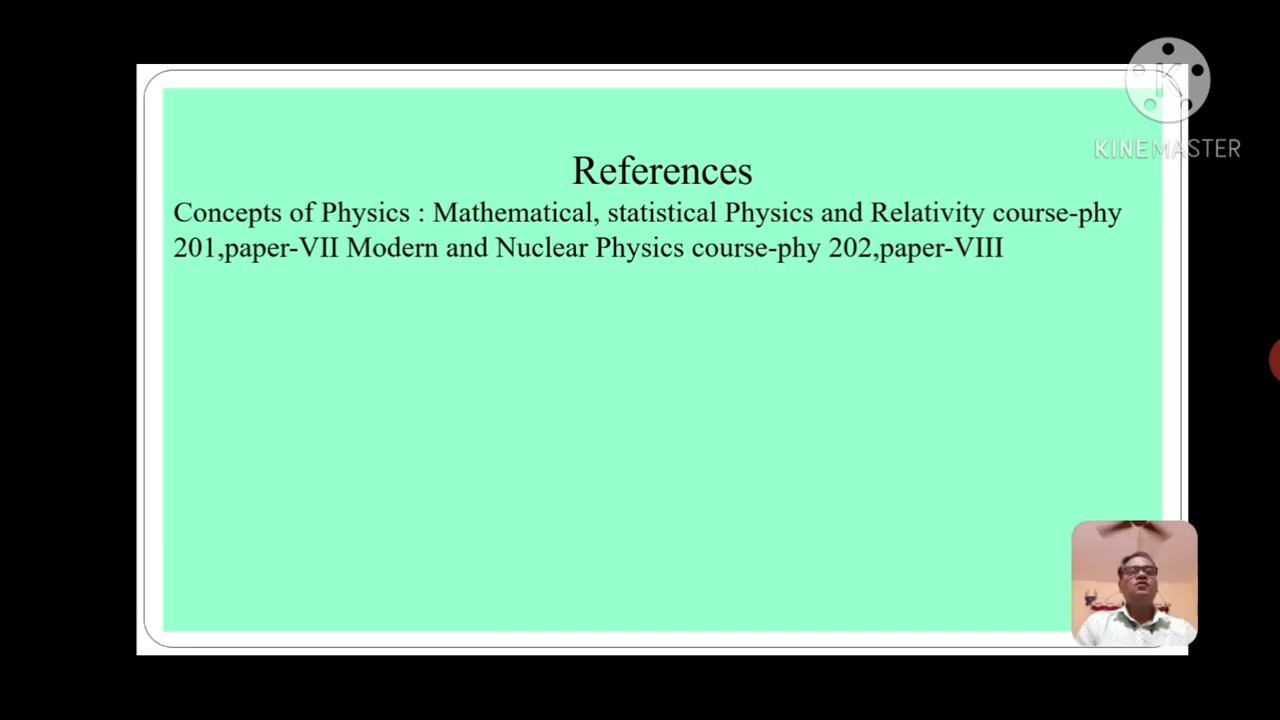 KINEMASTER
References
Concepts of Physics : Mathematical, statistical Physics and Relativity course-phy
201,paper-VII Modern and Nuclear Physics course-phy 202,paper-VIII